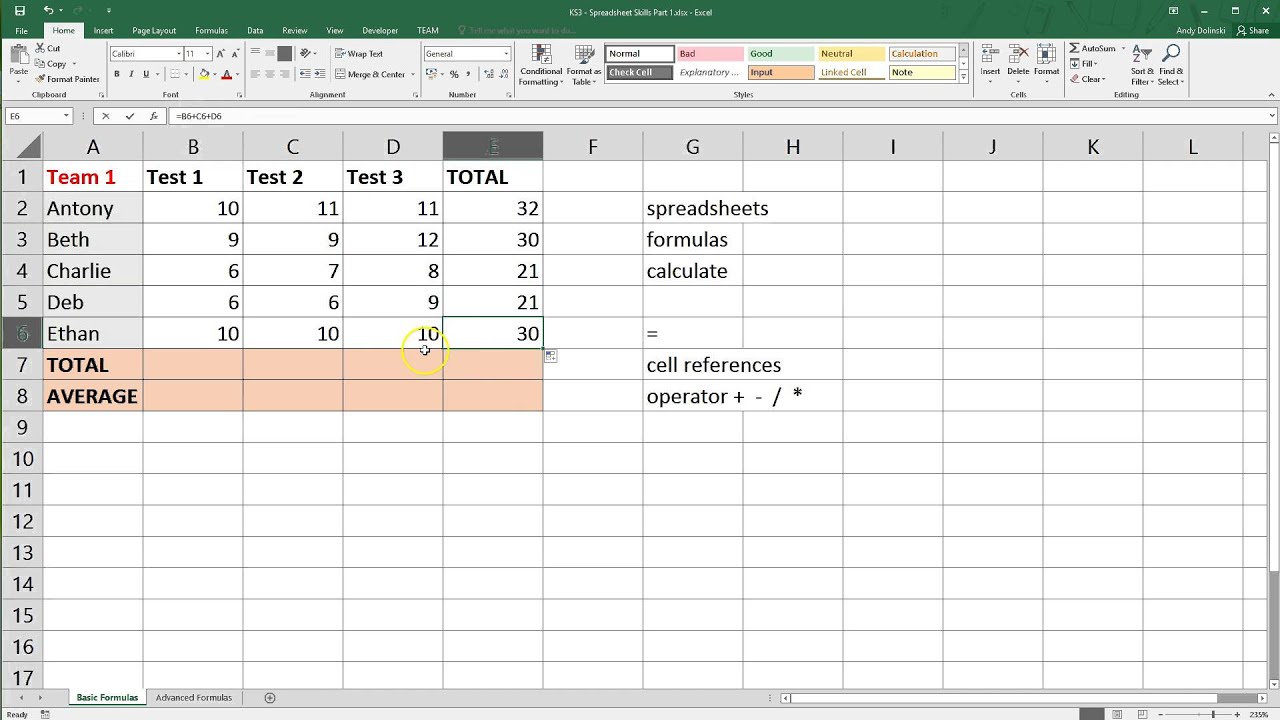 KS3 - Spreadsheet Skills Part 1.xlsx - Excel
File Home Insert Page Layout Formulas Data Review View Developer TEAM Tell me what you want to do... Andy Dolinski Share
Cut
Copy
Format Painter
Paste
Clipboard
Calibri 11
B I U
Font
Wrap Text
Merge & Center
Alignment
General
Number
Conditional Formatting
Format as Table
Normal Bad Good Neutral Calculation
Check Cell Explanatory ... Input Linked Cell Note
Styles
Insert Delete Format
Cells
AutoSum
Fill
Clear
Sort & Filter
Find & Select
Editing
E6 fx =B6+C6+D6
A B C D E F G H I J K L
1 Team 1 Test 1 Test 2 Test 3 TOTAL
2 Antony 10 11 11 32 spreadsheets
3 Beth 9 9 12 30 formulas
4 Charlie 6 7 8 21 calculate
5 Deb 6 6 9 21
6 Ethan 10 10 10 30 =
7 TOTAL cell references
8 AVERAGE operator + - / *
9
10
11
12
13
14
15
16
17
Basic Formulas Advanced Formulas
Ready 235%